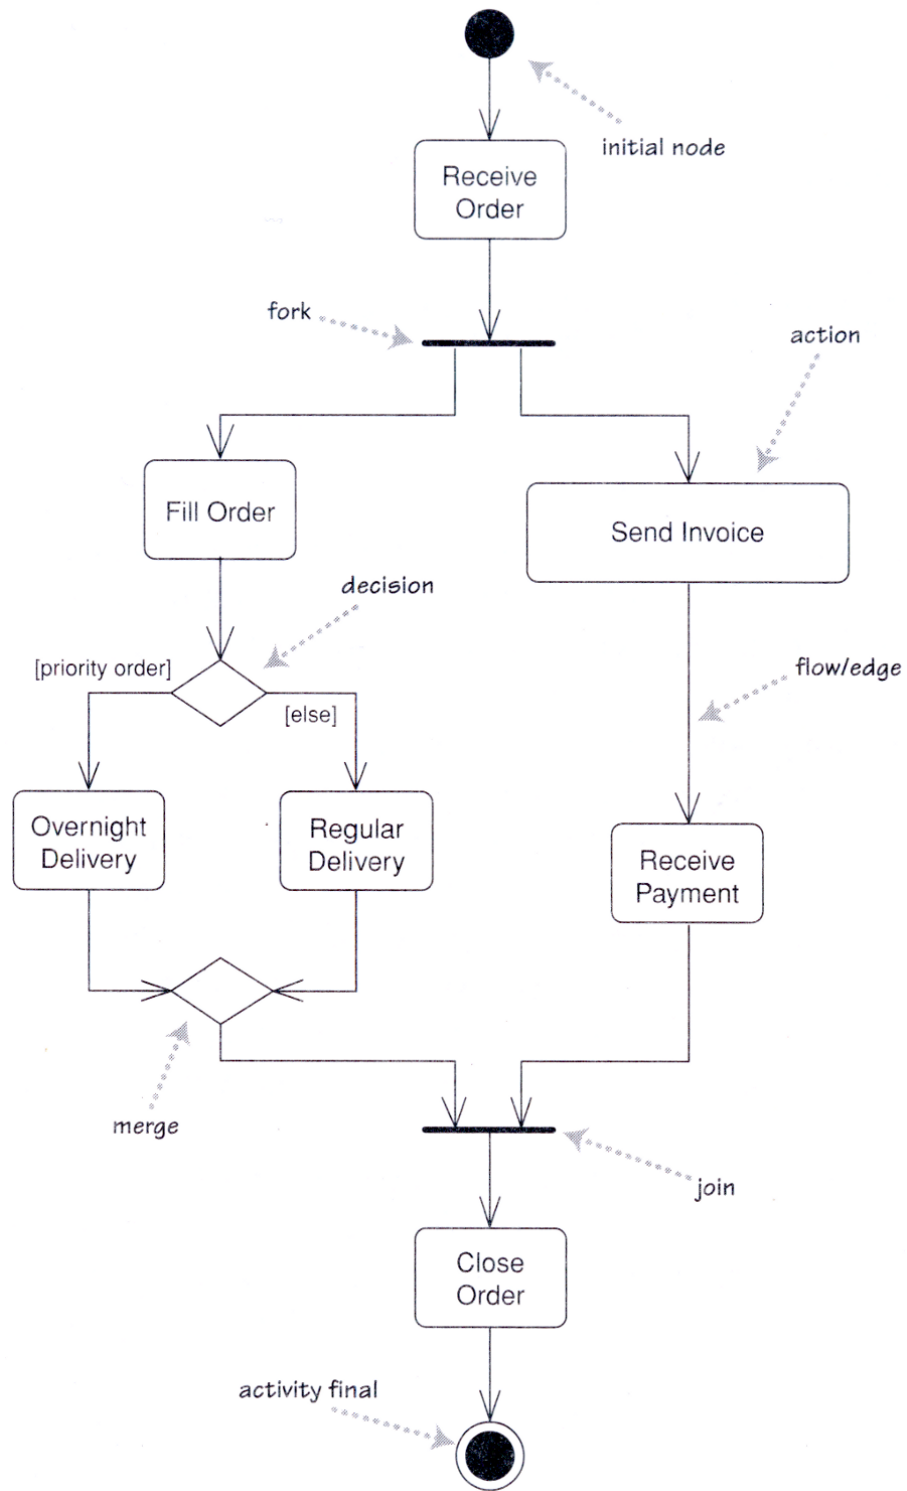 initial node
Receive
Order
fork
action
Fill Order
Send Invoice
decision
[priority order]
[else]
flow/edge
Overnight
Delivery
Regular
Delivery
Receive
Payment
merge
join
Close
Order
activity final